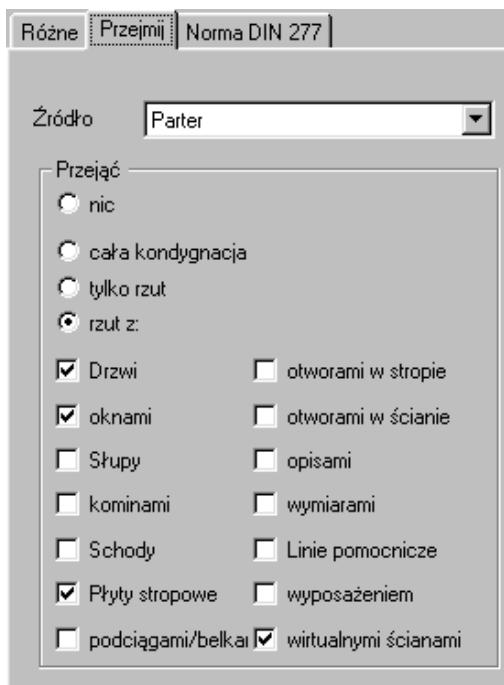 Różne Przejmij Norma DIN 277
Źródło Parter
Przejąć
nic
cała kondygnacja
tylko rzut
rzut z:
Drzwi otworami w stropie
oknami otworami w ścianie
Słupy opisami
kominami wymiarami
Schody Linie pomocnicze
Płyty stropowe wyposażeniem
podciągami/belkai wirtualnymi ścianami